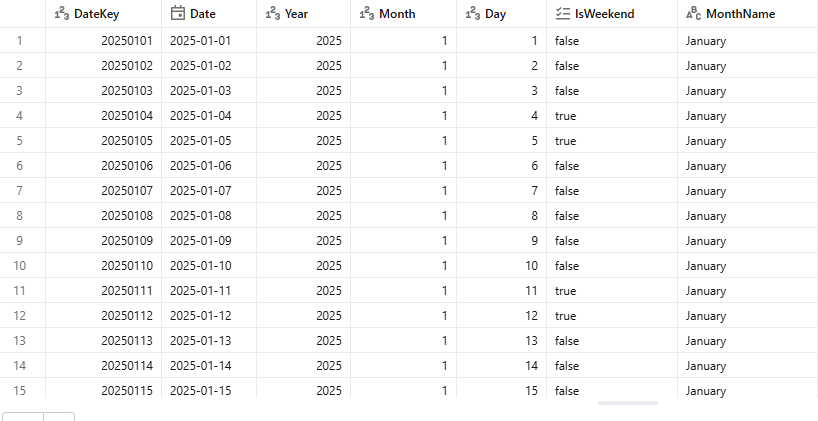 1²3 DateKey Date 1²3 Year 1²3 Month 1²3 Day IsWeekend ABC MonthName
1 20250101 2025-01-01 2025 1 1 false January
2 20250102 2025-01-02 2025 1 2 false January
3 20250103 2025-01-03 2025 1 3 false January
4 20250104 2025-01-04 2025 1 4 true January
5 20250105 2025-01-05 2025 1 5 true January
6 20250106 2025-01-06 2025 1 6 false January
7 20250107 2025-01-07 2025 1 7 false January
8 20250108 2025-01-08 2025 1 8 false January
9 20250109 2025-01-09 2025 1 9 false January
10 20250110 2025-01-10 2025 1 10 false January
11 20250111 2025-01-11 2025 1 11 true January
12 20250112 2025-01-12 2025 1 12 true January
13 20250113 2025-01-13 2025 1 13 false January
14 20250114 2025-01-14 2025 1 14 false January
15 20250115 2025-01-15 2025 1 15 false January